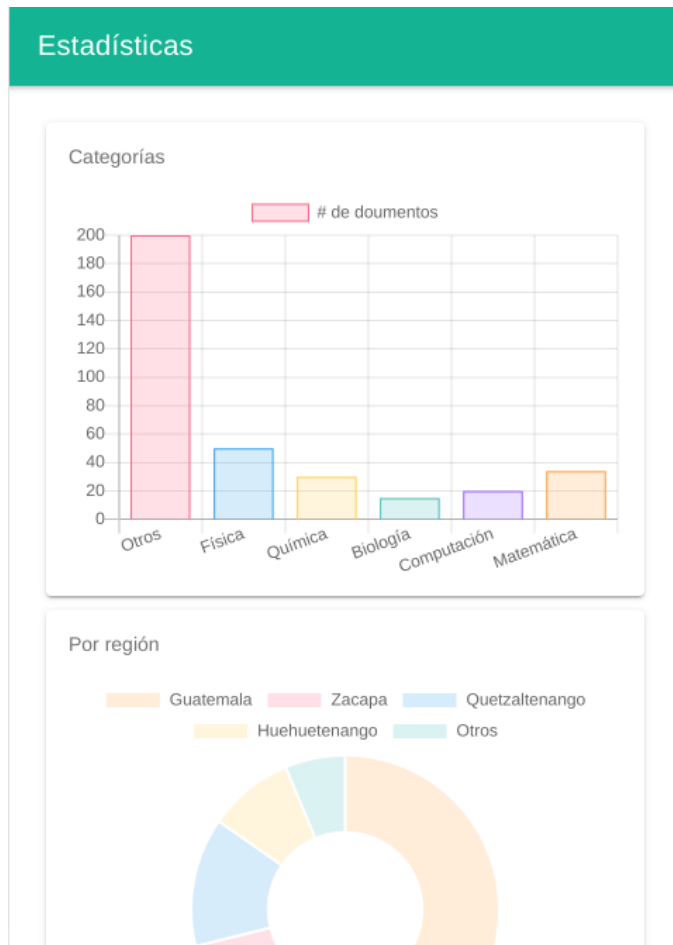 Estadísticas
Categorías
# de doumentos
200
180
160
140
120
100
80
60
40
20
0
Otros Física Química Biología Computación Matemática
Por región
Guatemala Zacapa Quetzaltenango
Huehuetenango Otros